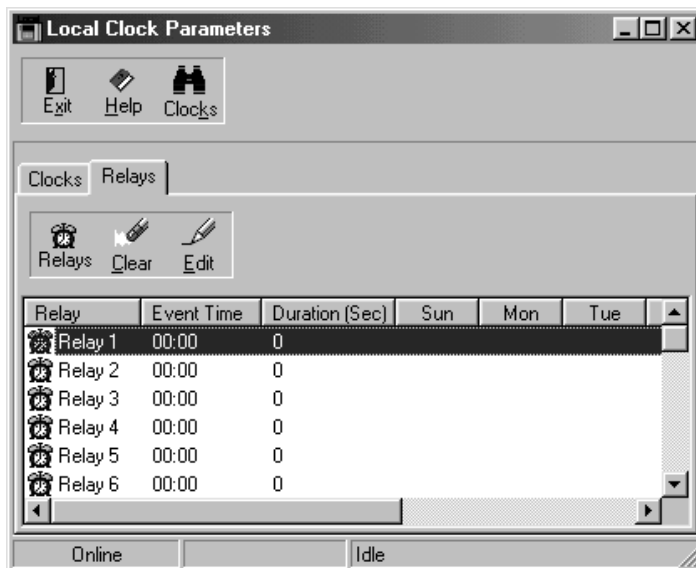 Local Clock Parameters
Exit Help Clocks
Clocks Relays
Relays Clear Edit
Relay Event Time Duration (Sec) Sun Mon Tue
Relay 1 00:00 0
Relay 2 00:00 0
Relay 3 00:00 0
Relay 4 00:00 0
Relay 5 00:00 0
Relay 6 00:00 0
Online Idle